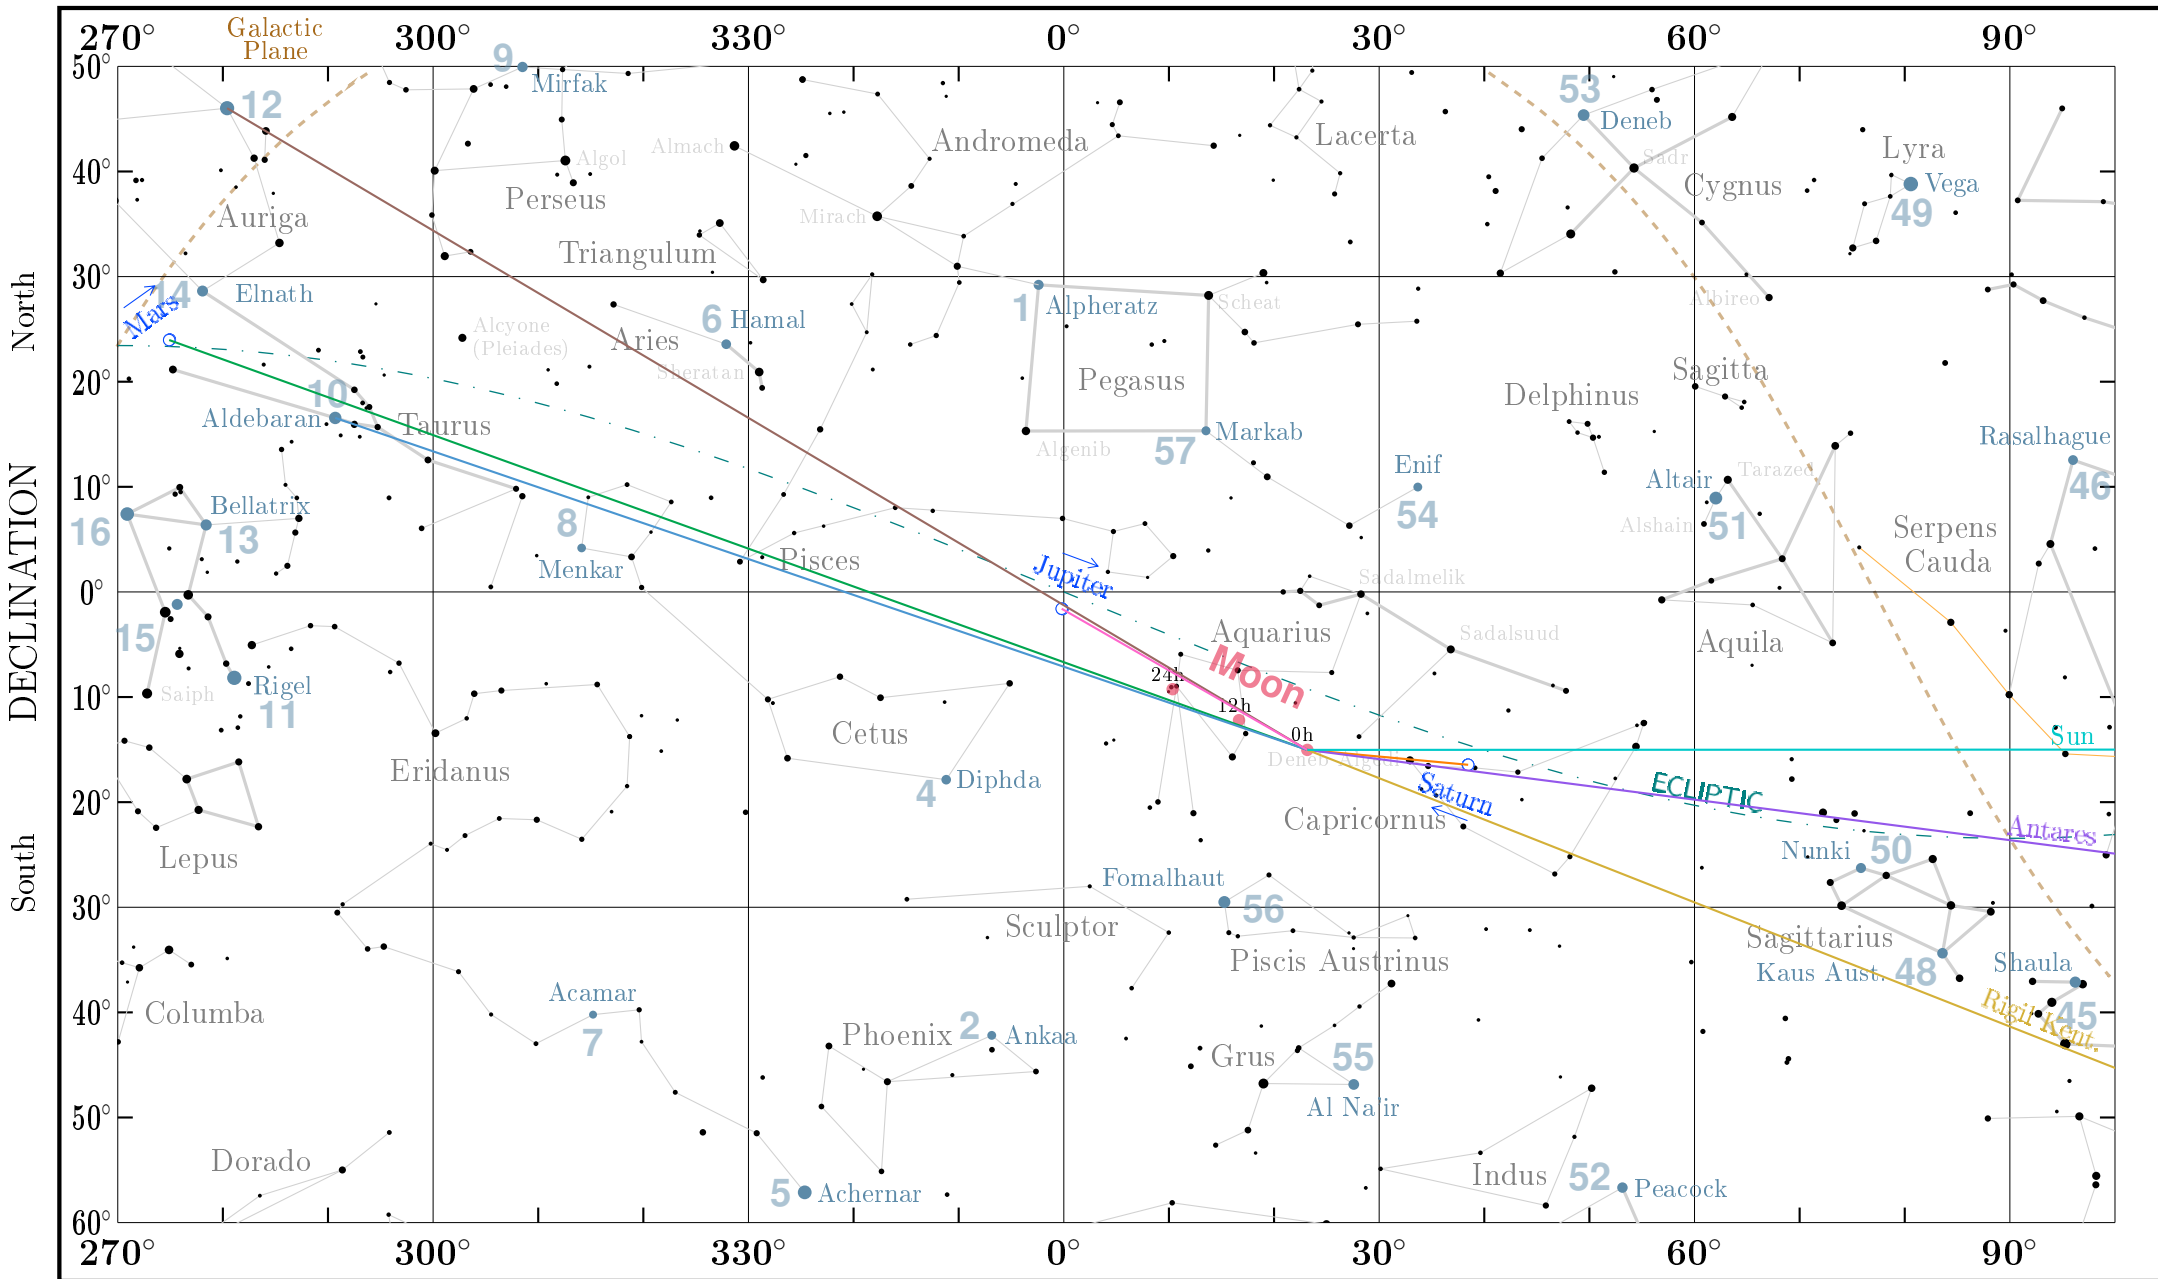 270° 300° 330° 0° 30° 60° 90°
Galactic
Plane
50°
40°
30°
20°
10°
0°
10°
20°
30°
40°
50°
60°
North
DECLINATION
South
12
9
Mirfak
53
Deneb
Almach
Algol
Andromeda
Lacerta
Sadr
Lyra
Vega
49
Cygnus
Perseus
Auriga
Mirach
Triangulum
14
Elnath
Mars
6
Hamal
Alcyone
(Pleiades)
Aries
Sheratan
1
Alpheratz
Scheat
Albireo
Pegasus
Sagitta
Delphinus
10
Aldebaran
Taurus
Algenib
57
Markab
Enif
54
Altair
Tarazed
51
Alshain
Rasalhague
46
Serpens
Cauda
16
Bellatrix
13
8
Menkar
Pisces
Jupiter
Sadalmelik
Aquarius
Sadalsuud
Aquila
15
Saiph
Rigel
11
Moon
24h
12h
0h
Cetus
Eridanus
4
Diphda
Deneb Algedi
Saturn
Capricornus
ECLIPTIC
Sun
Antares
Nunki
50
Lepus
Fomalhaut
56
Sculptor
Piscis Austrinus
Sagittarius
Kaus Aust.
48
Shaula
45
Rigil Kent.
Columba
Acamar
7
Phoenix
2
Ankaa
Grus
55
Al Na'ir
Dorado
5
Achernar
Indus
52
Peacock
270° 300° 330° 0° 30° 60° 90°